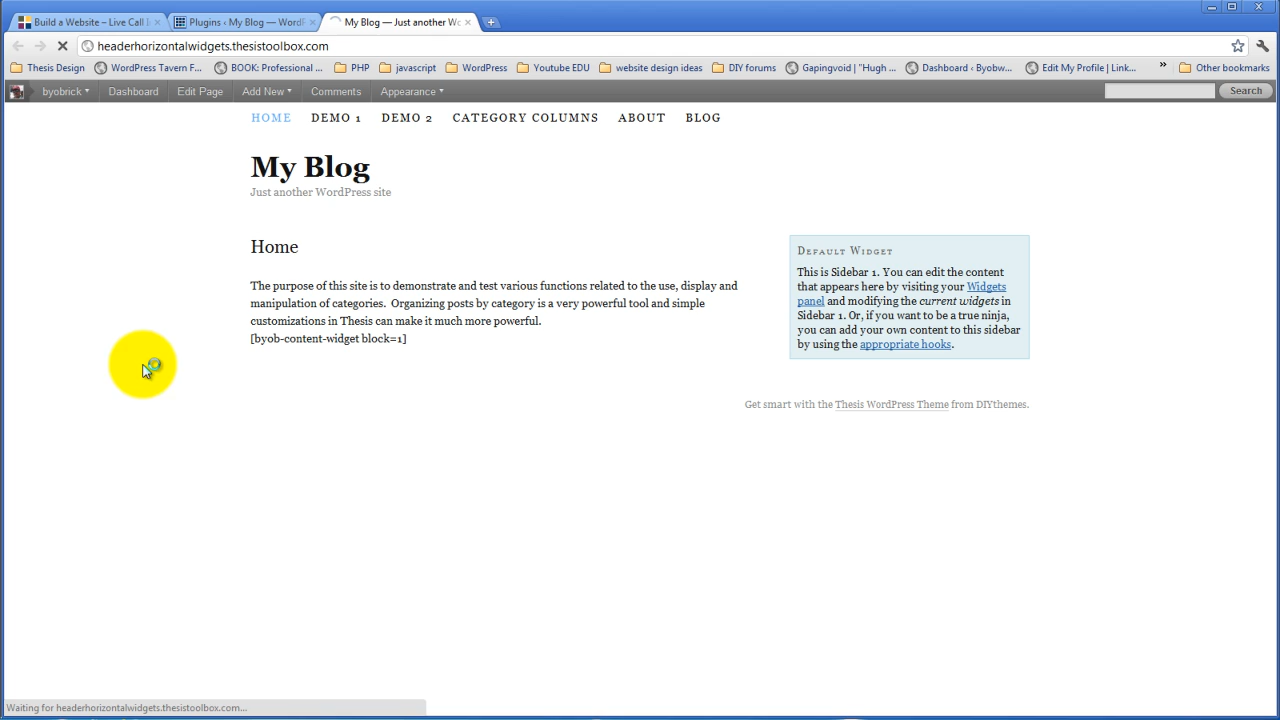 Build a Website – Live Call I
Plugins ‹ My Blog — WordP
My Blog — Just another Wo
headerhorizontalwidgets.thesistoolbox.com
Thesis Design
WordPress Tavern F...
BOOK: Professional ...
PHP
javascript
WordPress
Youtube EDU
website design ideas
DIY forums
Gapingvoid | "Hugh ...
Dashboard ‹ Byobw...
Edit My Profile | Link...
»
Other bookmarks
byobrick
Dashboard
Edit Page
Add New
Comments
Appearance
Search
HOME DEMO 1 DEMO 2 CATEGORY COLUMNS ABOUT BLOG
My Blog
Just another WordPress site
Home
The purpose of this site is to demonstrate and test various functions related to the use, display and
manipulation of categories. Organizing posts by category is a very powerful tool and simple
customizations in Thesis can make it much more powerful.
[byob-content-widget block=1]
Default Widget
This is Sidebar 1. You can edit the content
that appears here by visiting your Widgets
panel and modifying the current widgets in
Sidebar 1. Or, if you want to be a true ninja,
you can add your own content to this sidebar
by using the appropriate hooks.
Get smart with the Thesis WordPress Theme from DIYthemes.
Waiting for headerhorizontalwidgets.thesistoolbox.com...